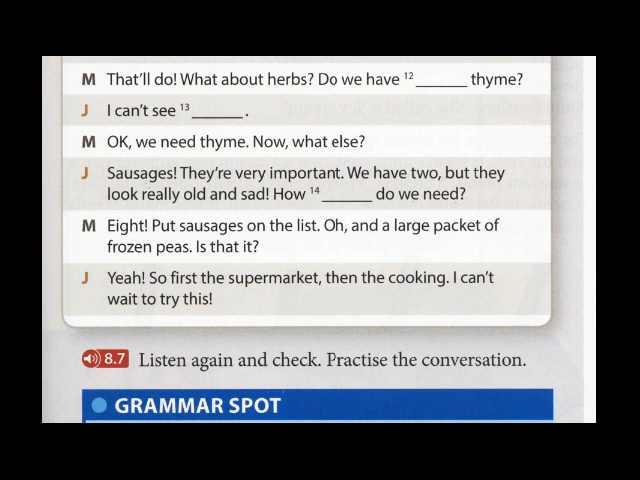 M That'll do! What about herbs? Do we have 12 ______ thyme?
J I can't see 13 ______ .
M OK, we need thyme. Now, what else?
J Sausages! They're very important. We have two, but they
look really old and sad! How 14 ______ do we need?
M Eight! Put sausages on the list. Oh, and a large packet of
frozen peas. Is that it?
J Yeah! So first the supermarket, then the cooking. I can't
wait to try this!
8.7 Listen again and check. Practise the conversation.
GRAMMAR SPOT